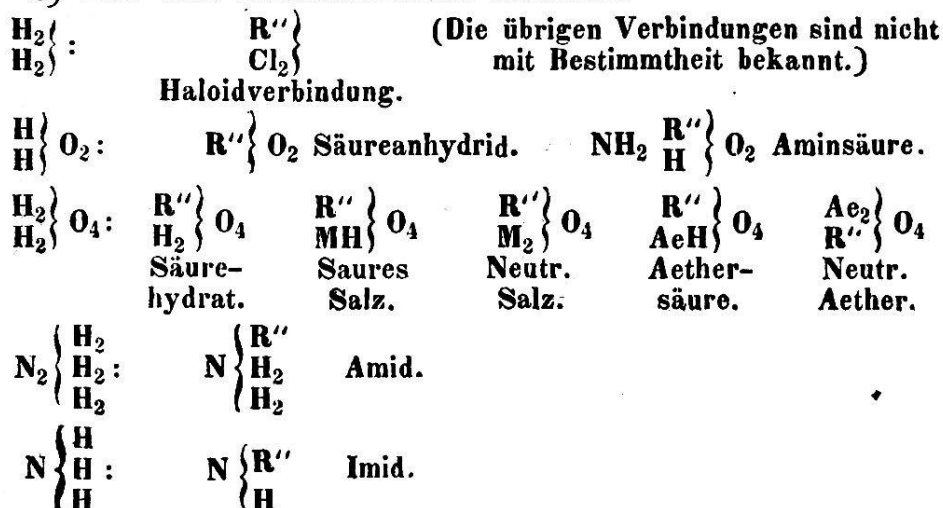 H₂ } : R″ } (Die übrigen Verbindungen sind nicht
H₂ } Cl₂ } mit Bestimmtheit bekannt.)
Haloidverbindung.
H } O₂ : R″ } O₂ Säureanhydrid. NH₂ R″ } O₂ Aminsäure.
H } H }
H₂ } O₄ : R″ } O₄ R″ } O₄ R″ } O₄ R″ } O₄ Ae₂ } O₄
H₂ } H₂ } MH } M₂ } AeH } R″ }
Säure- Saures Neutr. Aether- Neutr.
hydrat. Salz. Salz. säure. Aether.
{ H₂ { R″
N₂ { H₂ : N { H₂ Amid.
{ H₂ { H₂
{ H
N { H : N { R″ Imid.
{ H { H